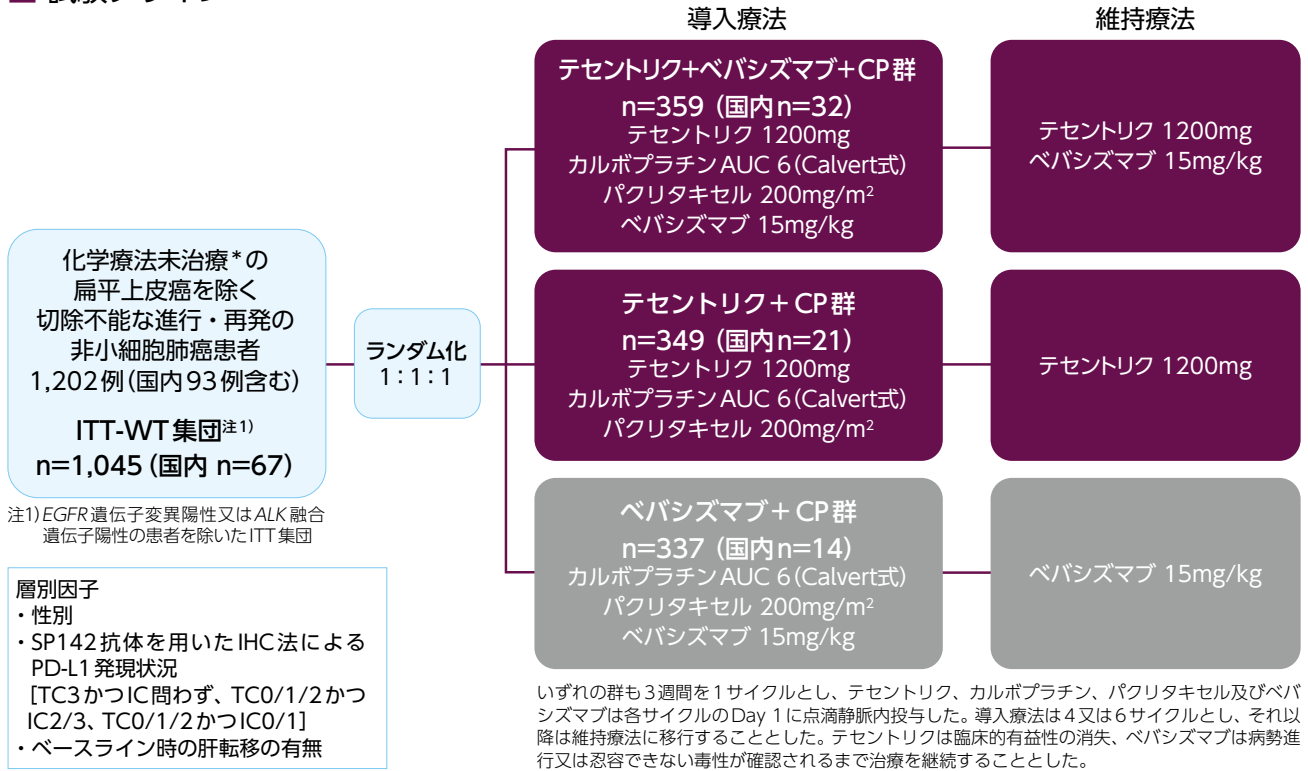 導入療法
維持療法
テセントリク+ベバシズマブ+CP群
n=359（国内n=32）
テセントリク 1200mg
カルボプラチンAUC 6(Calvert式)
パクリタキセル 200mg/m²
ベバシズマブ 15mg/kg
テセントリク 1200mg
ベバシズマブ 15mg/kg
化学療法未治療*の
扁平上皮癌を除く
切除不能な進行・再発の
非小細胞肺癌患者
1,202例(国内93例含む)
ITT-WT集団注1)
n=1,045（国内 n=67）
ランダム化
1：1：1
テセントリク+CP群
n=349（国内n=21）
テセントリク 1200mg
カルボプラチンAUC 6(Calvert式)
パクリタキセル 200mg/m²
テセントリク 1200mg
ベバシズマブ+CP群
n=337（国内n=14）
カルボプラチンAUC 6(Calvert式)
パクリタキセル 200mg/m²
ベバシズマブ 15mg/kg
ベバシズマブ 15mg/kg
注1)EGFR遺伝子変異陽性又はALK融合
遺伝子陽性の患者を除いたITT集団
層別因子
・性別
・SP142抗体を用いたIHC法による
PD-L1発現状況
[TC3かつIC問わず、TC0/1/2かつ
IC2/3、TC0/1/2かつIC0/1]
・ベースライン時の肝転移の有無
いずれの群も3週間を1サイクルとし、テセントリク、カルボプラチン、パクリタキセル及びベバ
シズマブは各サイクルのDay 1に点滴静脈内投与した。導入療法は4又は6サイクルとし、それ以
降は維持療法に移行することとした。テセントリクは臨床的有益性の消失、ベバシズマブは病勢進
行又は忍容できない毒性が確認されるまで治療を継続することとした。